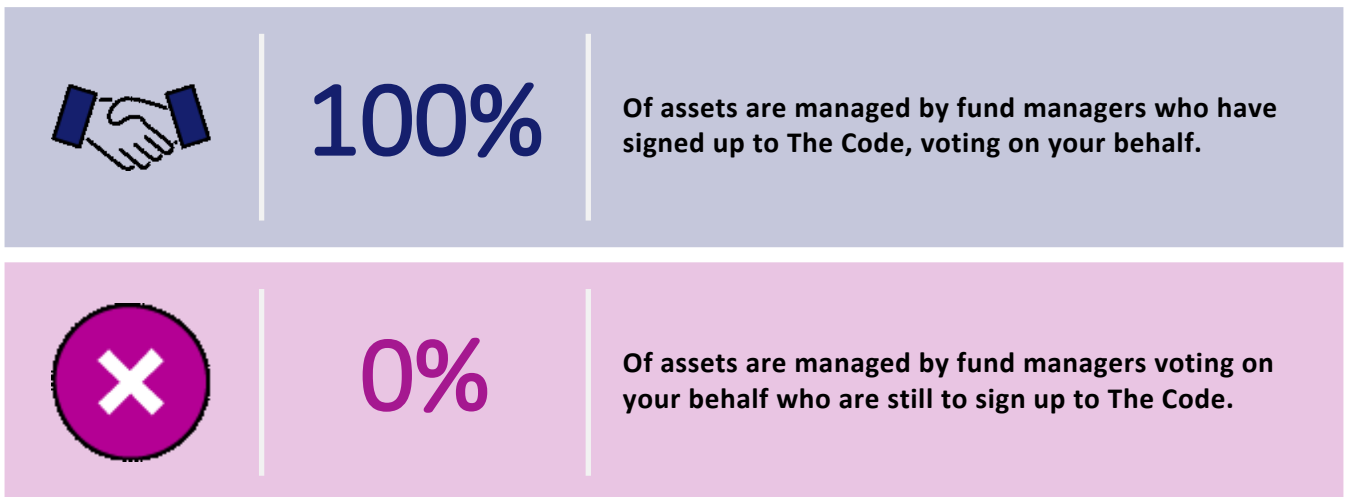 100%
Of assets are managed by fund managers who have
signed up to The Code, voting on your behalf.
0%
Of assets are managed by fund managers voting on
your behalf who are still to sign up to The Code.